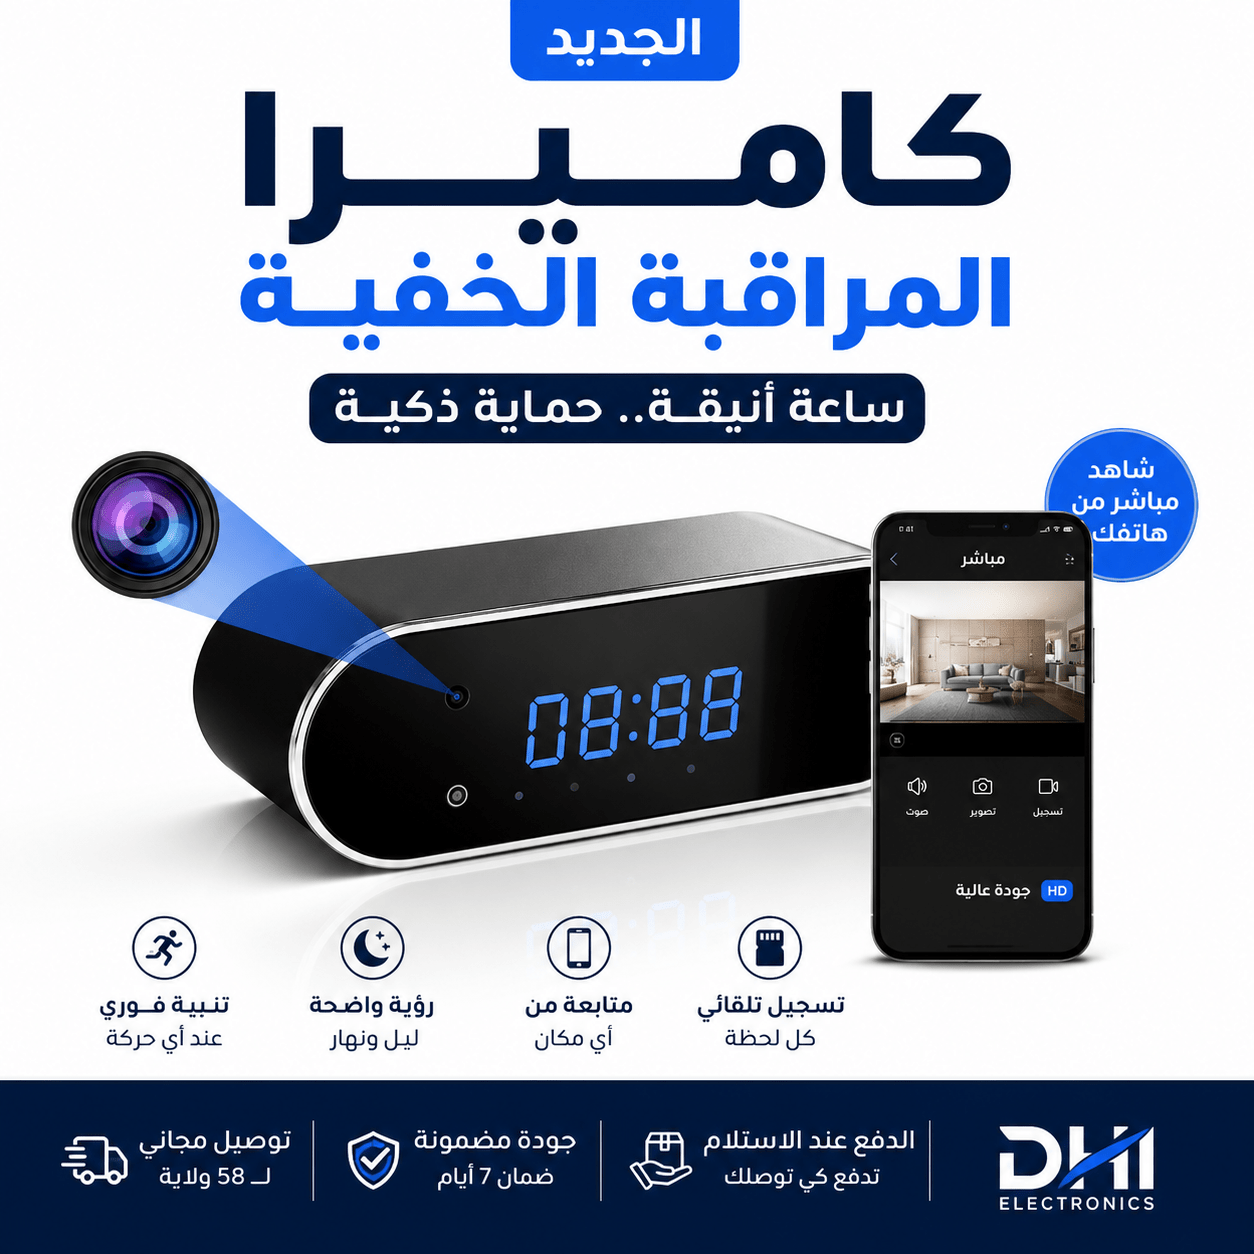 الجديد
كاميرا
المراقبة الخفية
ساعة أنيقة.. حماية ذكية
شاهد
مباشر من
هاتفك
مباشر
08:88
صوت
تصوير
تسجيل
HD جودة عالية
تسجيل تلقائي
كل لحظة
متابعة من
أي مكان
رؤية واضحة
ليل ونهار
تنبية فوري
عند أي حركة
DHI
ELECTRONICS
الدفع عند الاستلام
تدفع كي توصلك
جودة مضمونة
ضمان 7 أيام
توصيل مجاني
لـ 58 ولاية